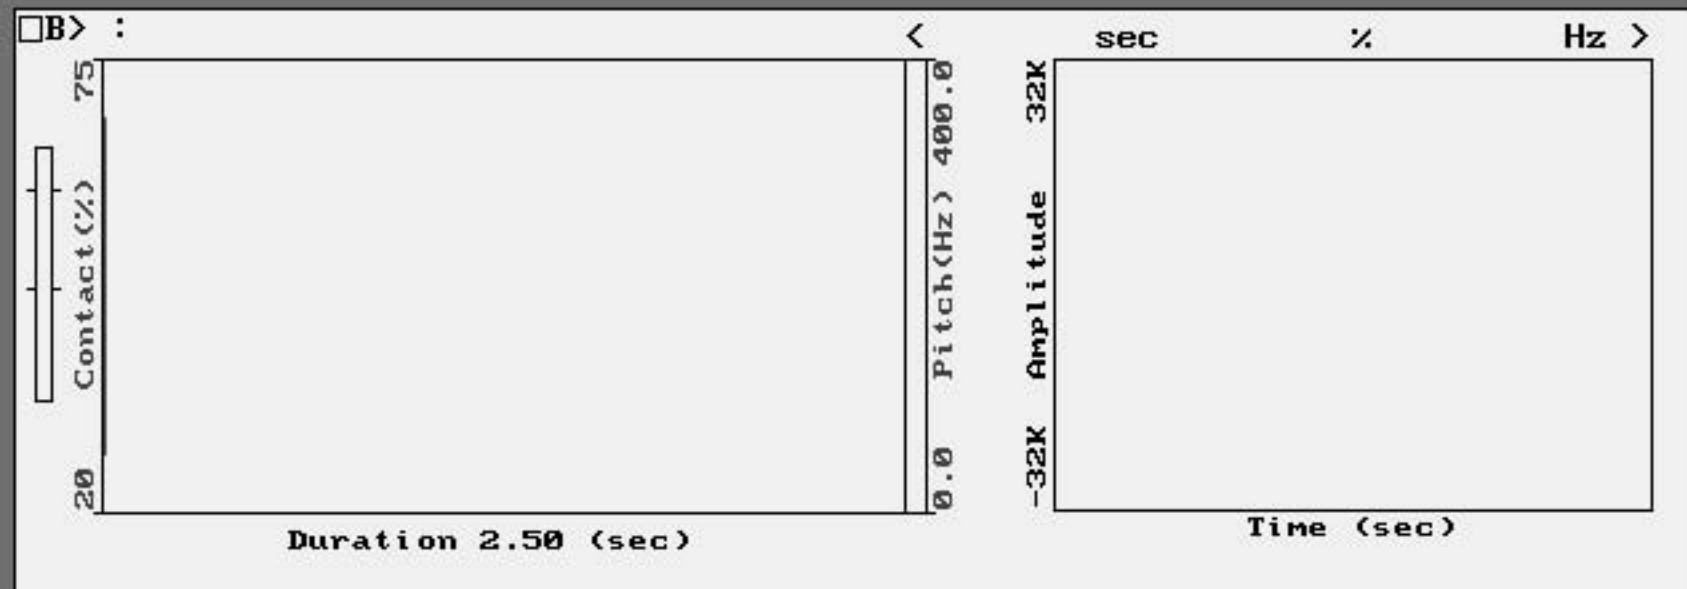 □B> :
< sec % Hz >
75
Contact(%)
20
400.0
Pitch(Hz)
0.0
32K
Amplitude
-32K
Duration 2.50 (sec)
Time (sec)